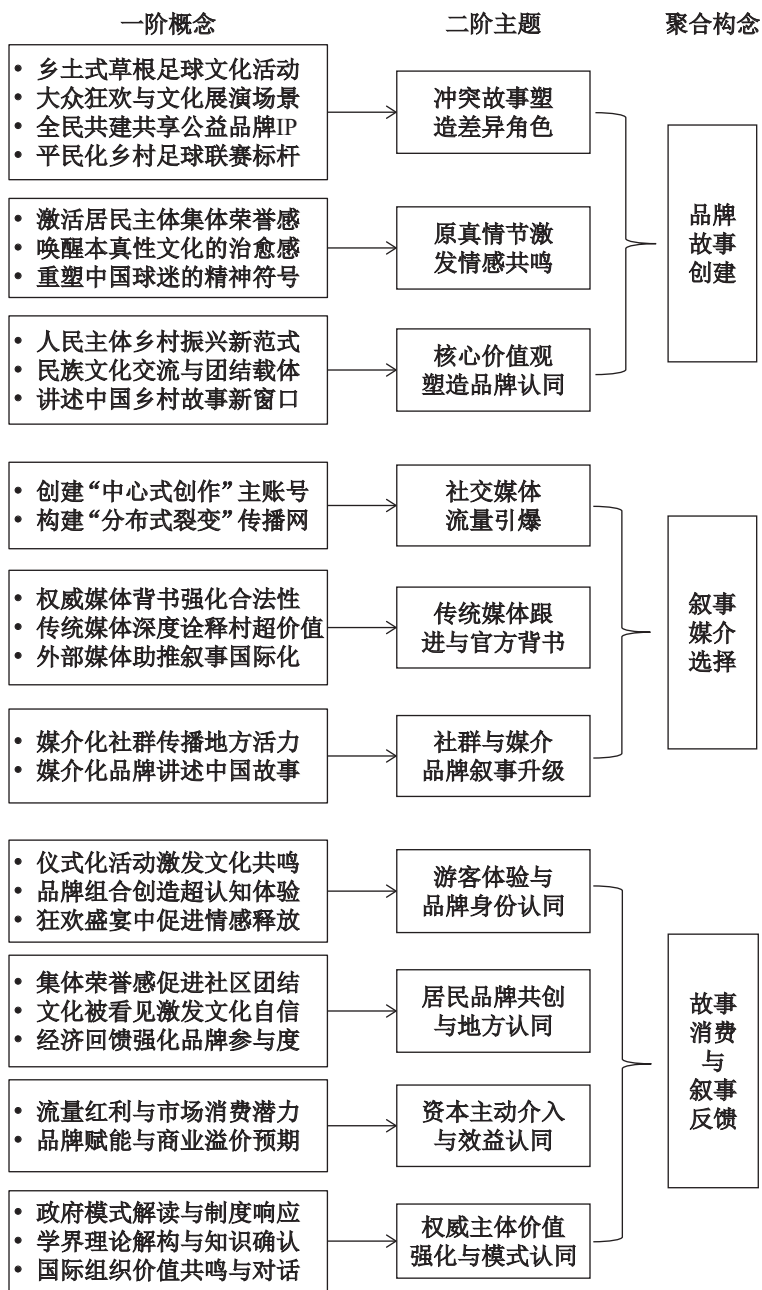 一阶概念
二阶主题
聚合构念
• 乡土式草根足球文化活动
• 大众狂欢与文化展演场景
• 全民共建共享公益品牌IP
• 平民化乡村足球联赛标杆
冲突故事塑
造差异角色
• 激活居民主体集体荣誉感
• 唤醒本真性文化的治愈感
• 重塑中国球迷的精神符号
原真情节激
发情感共鸣
• 人民主体乡村振兴新范式
• 民族文化交流与团结载体
• 讲述中国乡村故事新窗口
核心价值观
塑造品牌认同
品牌
故事
创建
• 创建“中心式创作”主账号
• 构建“分布式裂变”传播网
社交媒体
流量引爆
• 权威媒体背书强化合法性
• 传统媒体深度诠释村超价值
• 外部媒体助推叙事国际化
传统媒体跟
进与官方背书
• 媒介化社群传播地方活力
• 媒介化品牌讲述中国故事
社群与媒介
品牌叙事升级
叙事
媒介
选择
• 仪式化活动激发文化共鸣
• 品牌组合创造超认知体验
• 狂欢盛宴中促进情感释放
游客体验与
品牌身份认同
• 集体荣誉感促进社区团结
• 文化被看见激发文化自信
• 经济回馈强化品牌参与度
居民品牌共创
与地方认同
• 流量红利与市场消费潜力
• 品牌赋能与商业溢价预期
资本主动介入
与效益认同
• 政府模式解读与制度响应
• 学界理论解构与知识确认
• 国际组织价值共鸣与对话
权威主体价值
强化与模式认同
故事
消费
与
叙事
反馈